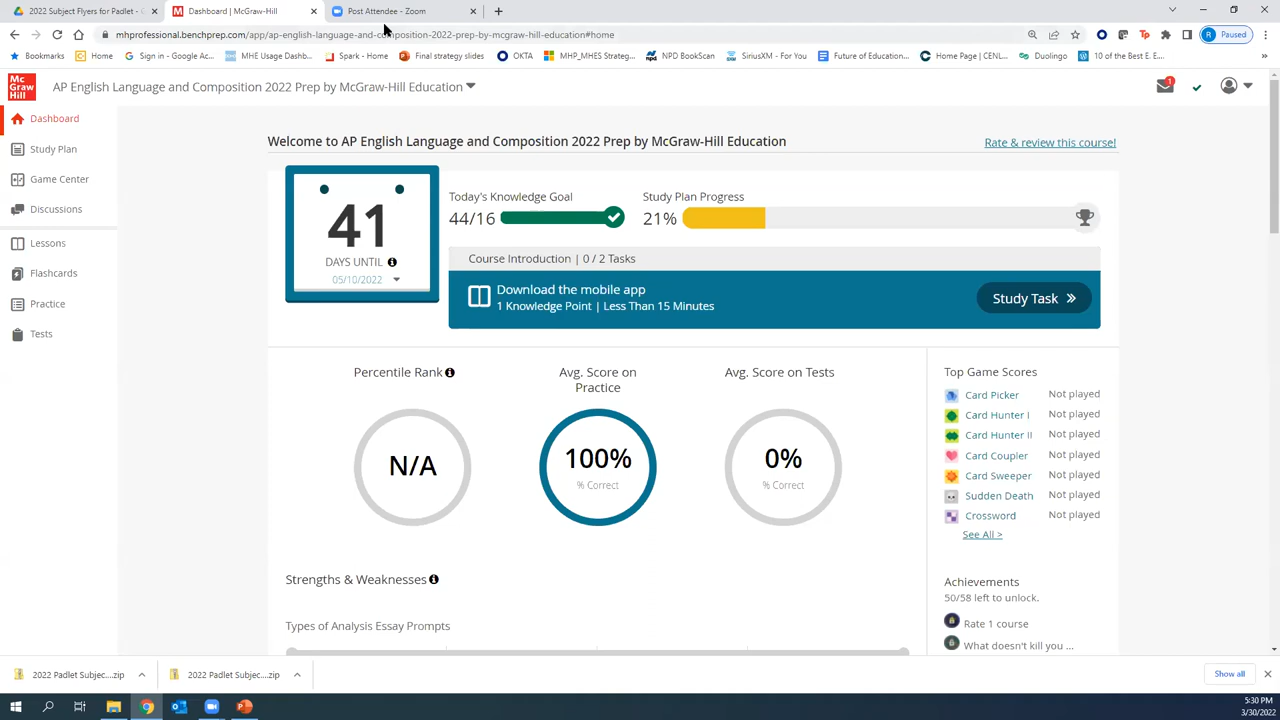 2022 Subject Flyers for Padlet - G
Dashboard | McGraw-Hill
Post Attendee - Zoom
mhprofessional.benchprep.com/app/ap-english-language-and-composition-2022-prep-by-mcgraw-hill-education#home
R Paused
Bookmarks
Home
Sign in - Google Ac...
MHE Usage Dashb...
Spark - Home
Final strategy slides
OKTA
MHP_MHES Strateg...
NPD BookScan
SiriusXM - For You
Future of Education...
Home Page | CENL...
Duolingo
10 of the Best E. E...
Mc
Graw
Hill
AP English Language and Composition 2022 Prep by McGraw-Hill Education
1
Dashboard
Study Plan
Game Center
Discussions
Lessons
Flashcards
Practice
Tests
Welcome to AP English Language and Composition 2022 Prep by McGraw-Hill Education
Rate & review this course!
41
DAYS UNTIL
05/10/2022
Today's Knowledge Goal
44/16
Study Plan Progress
21%
Course Introduction | 0 / 2 Tasks
Download the mobile app
1 Knowledge Point | Less Than 15 Minutes
Study Task
Percentile Rank
N/A
Avg. Score on
Practice
100%
% Correct
Avg. Score on Tests
0%
% Correct
Top Game Scores
Card Picker Not played
Card Hunter I Not played
Card Hunter II Not played
Card Coupler Not played
Card Sweeper Not played
Sudden Death Not played
Crossword Not played
See All >
Strengths & Weaknesses
Types of Analysis Essay Prompts
Achievements
50/58 left to unlock.
Rate 1 course
What doesn't kill you ...
2022 Padlet Subjec....zip
2022 Padlet Subjec....zip
Show all
5:30 PM
3/30/2022